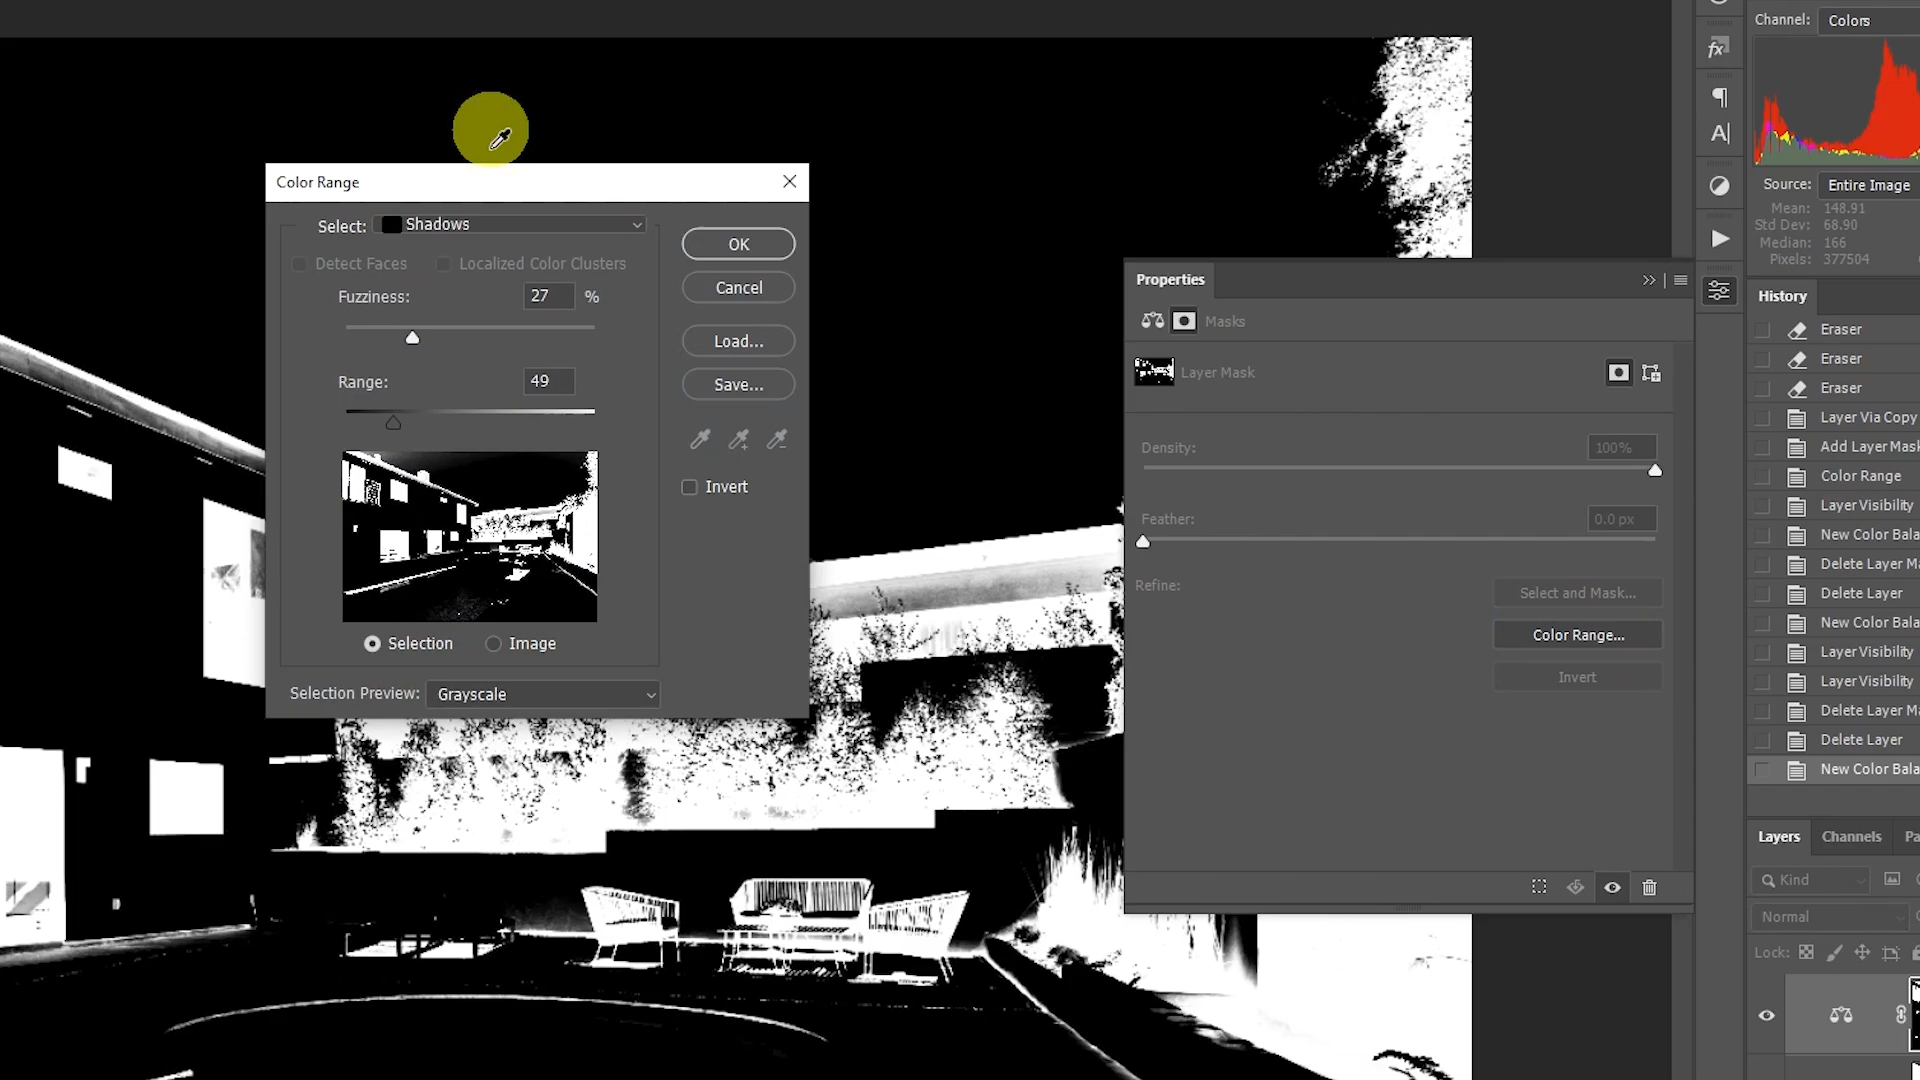 Channel: Colors
Source: Entire Image
Mean: 148.91
Std Dev: 68.90
Median: 166
Pixels: 377504
Color Range
Select: Shadows
Detect Faces Localized Color Clusters
Fuzziness: 27 %
Range: 49
Selection Image
Selection Preview: Grayscale
OK
Cancel
Load...
Save...
Invert
Properties
Masks
Layer Mask
Density: 100%
Feather: 0.0 px
Refine:
Select and Mask...
Color Range...
Invert
History
Eraser
Eraser
Eraser
Layer Via Copy
Add Layer Mask
Color Range
Layer Visibility
New Color Bala
Delete Layer Ma
Delete Layer
New Color Bala
Layer Visibility
Layer Visibility
Delete Layer Ma
Delete Layer
New Color Bala
Layers Channels Pa
Kind
Normal
Lock: